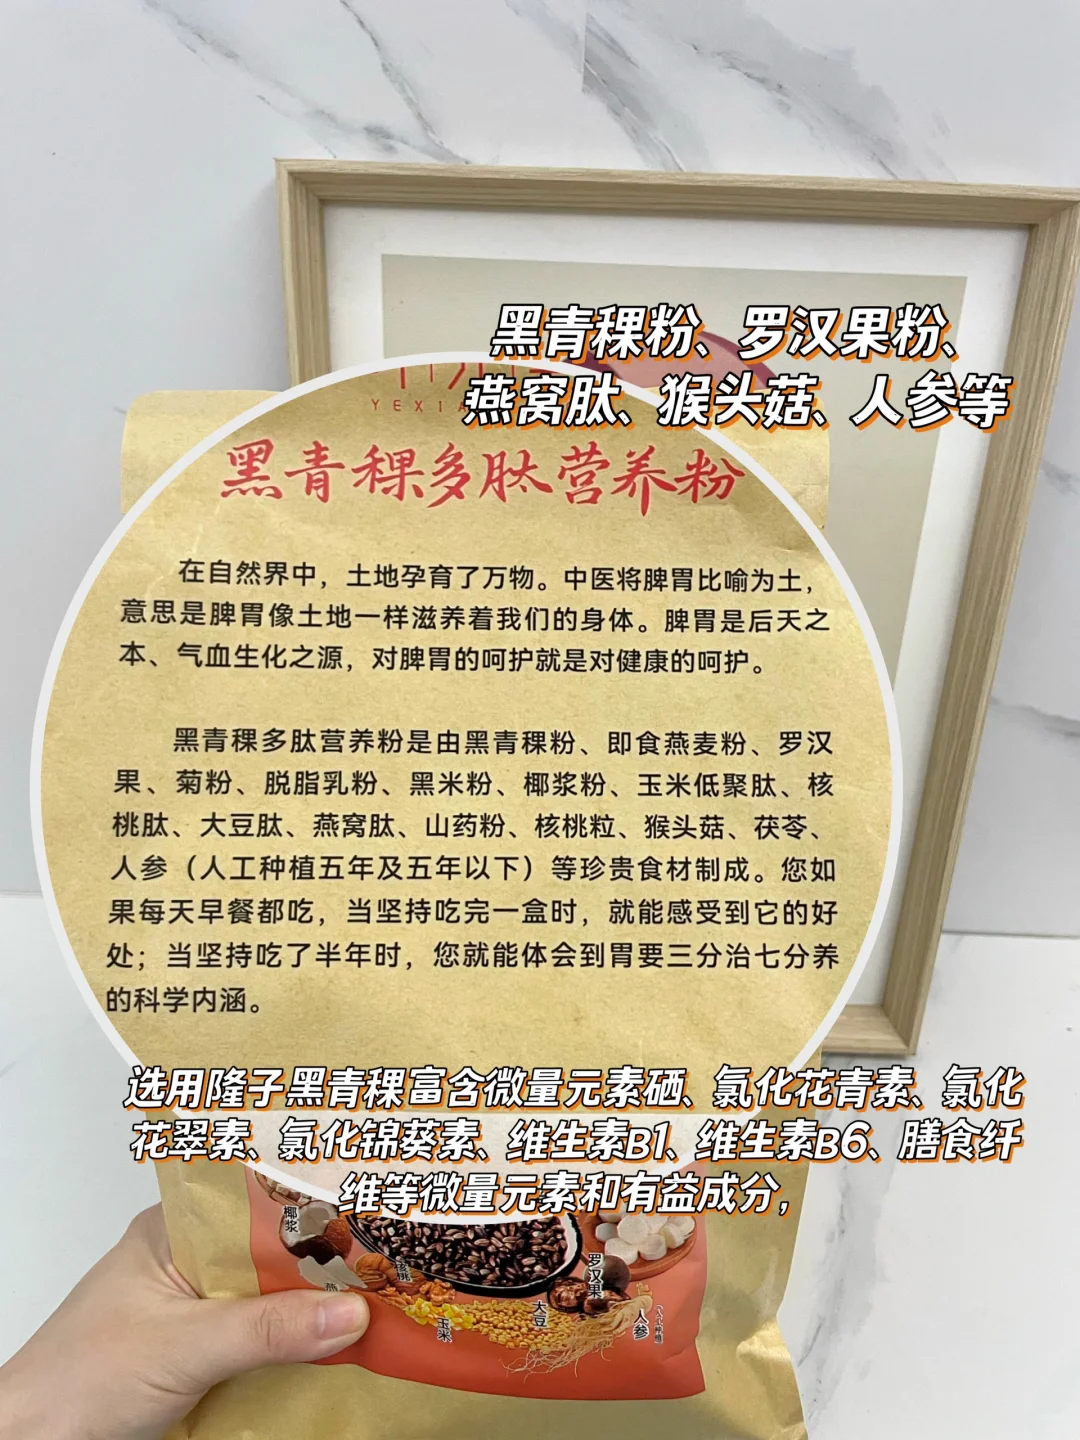 黑青稞粉、罗汉果粉、
燕窝肽、猴头菇、人参等
YEXIA
黑青稞多肽营养粉
在自然界中，土地孕育了万物。中医将脾胃比喻为土，
意思是脾胃像土地一样滋养着我们的身体。脾胃是后天之
本、气血生化之源，对脾胃的呵护就是对健康的呵护。
黑青稞多肽营养粉是由黑青稞粉、即食燕麦粉、罗汉
果、菊粉、脱脂乳粉、黑米粉、椰浆粉、玉米低聚肽、核
桃肽、大豆肽、燕窝肽、山药粉、核桃粒、猴头菇、茯苓、
人参（人工种植五年及五年以下）等珍贵食材制成。您如
果每天早餐都吃，当坚持吃完一盒时，就能感受到它的好
处；当坚持吃了半年时，您就能体会到胃要三分治七分养
的科学内涵。
选用隆子黑青稞富含微量元素硒、氯化花青素、氯化
花翠素、氯化锦葵素、维生素B1、维生素B6、膳食纤
维等微量元素和有益成分，
椰浆
核桃
罗汉果
燕
玉米
大豆
人参